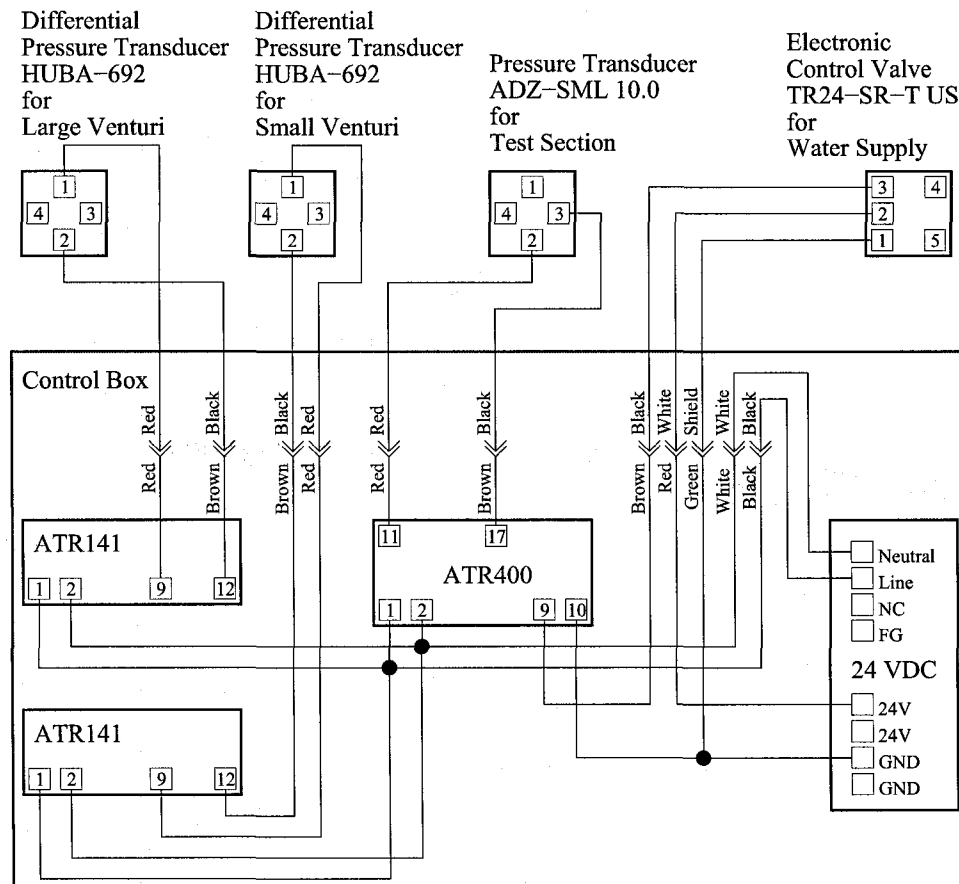 Differential
Pressure Transducer
HUBA−692
for
Large Venturi
Differential
Pressure Transducer
HUBA−692
for
Small Venturi
Pressure Transducer
ADZ−SML 10.0
for
Test Section
Electronic
Control Valve
TR24−SR−T US
for
Water Supply
1
4 3
2
1
4 3
2
1
4 3
2
3 4
2
1 5
Control Box
Red Black Black Red Red Black Black White Shield White Black
Red Brown Brown Red Red Brown Brown Red Green White Black
ATR141
1 2 9 12
11 17
ATR400
1 2 9 10
Neutral
Line
NC
FG
24 VDC
24V
24V
GND
GND
ATR141
1 2 9 12